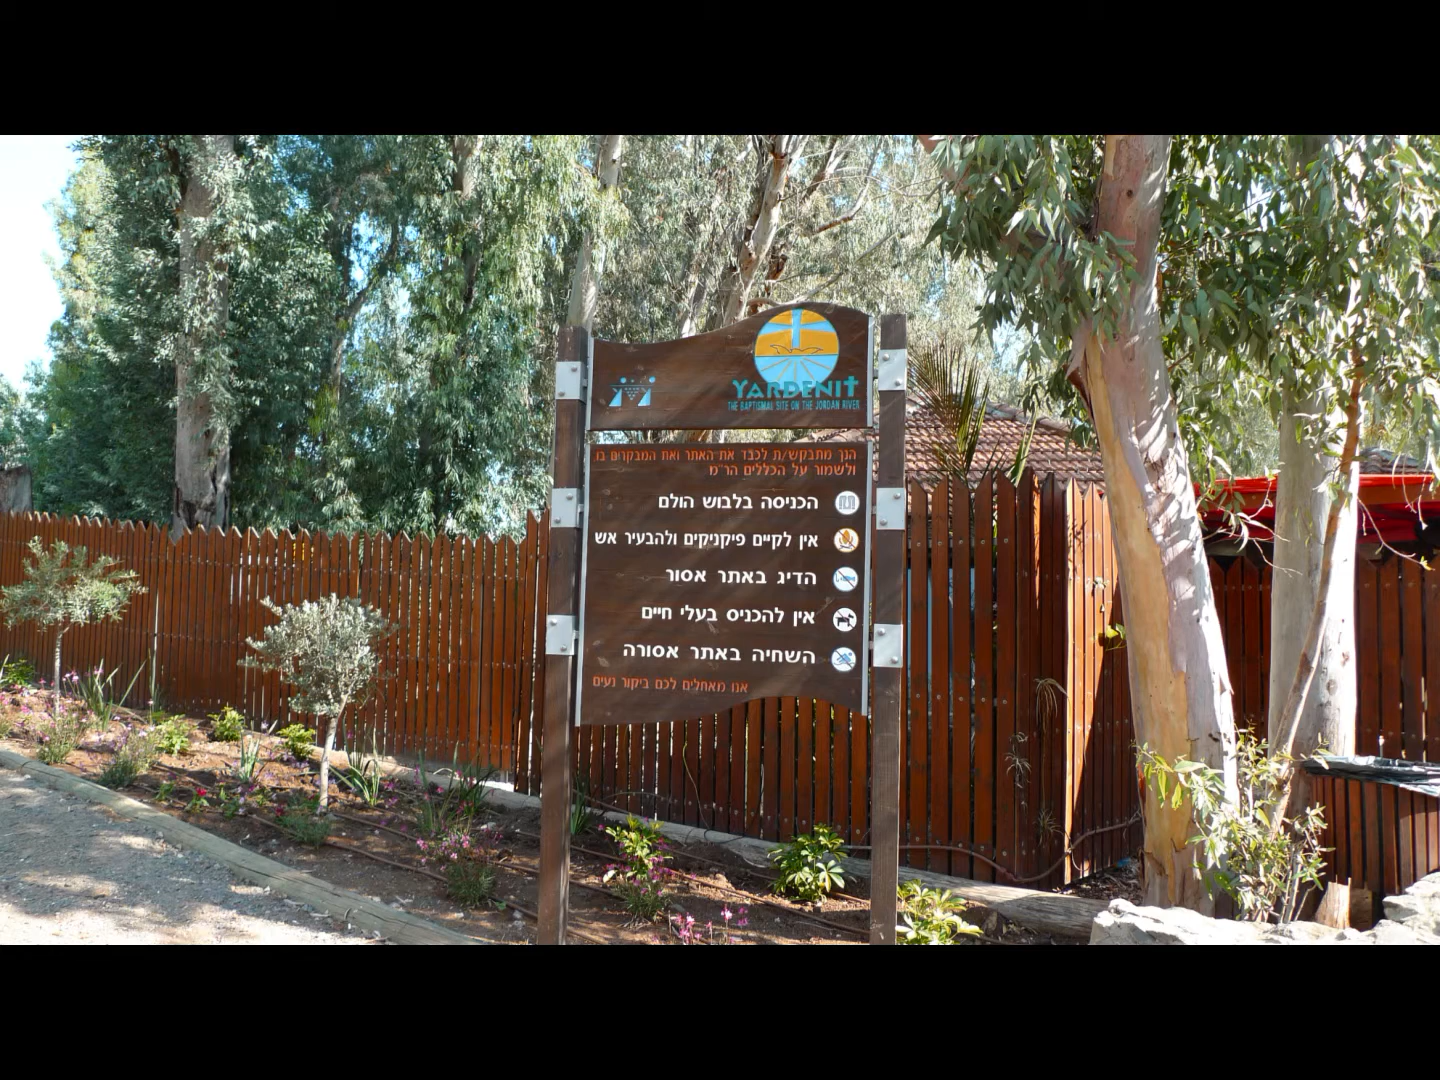 YARDENIT
THE BAPTISMAL SITE ON THE JORDAN RIVER
הנך מתבקש/ת לכבד את האתר ואת המבקרים בו
ולשמור על הכללים הר"מ
הכניסה בלבוש הולם
אין לקיים פיקניקים ולהבעיר אש
הדיג באתר אסור
אין להכניס בעלי חיים
השחיה באתר אסורה
אנו מאחלים לכם ביקור נעים